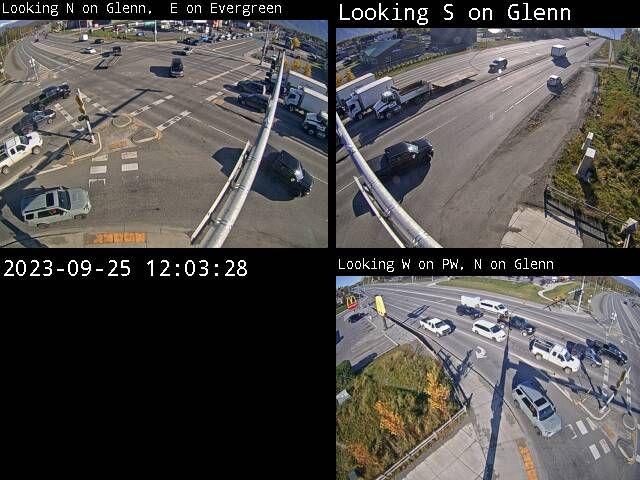 Looking N on Glenn,  E on Evergreen
Looking S on Glenn
2023-09-25 12:03:28
Looking W on PW, N on Glenn